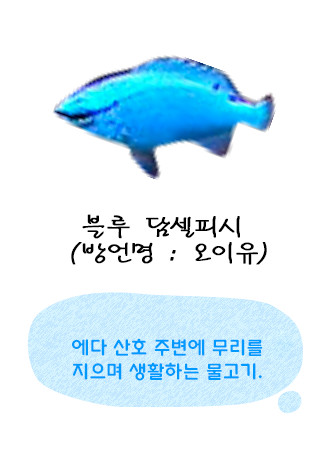 블루 담셀피시
(방언명 : 오이유)
에다 산호 주변에 무리를
지으며 생활하는 물고기.